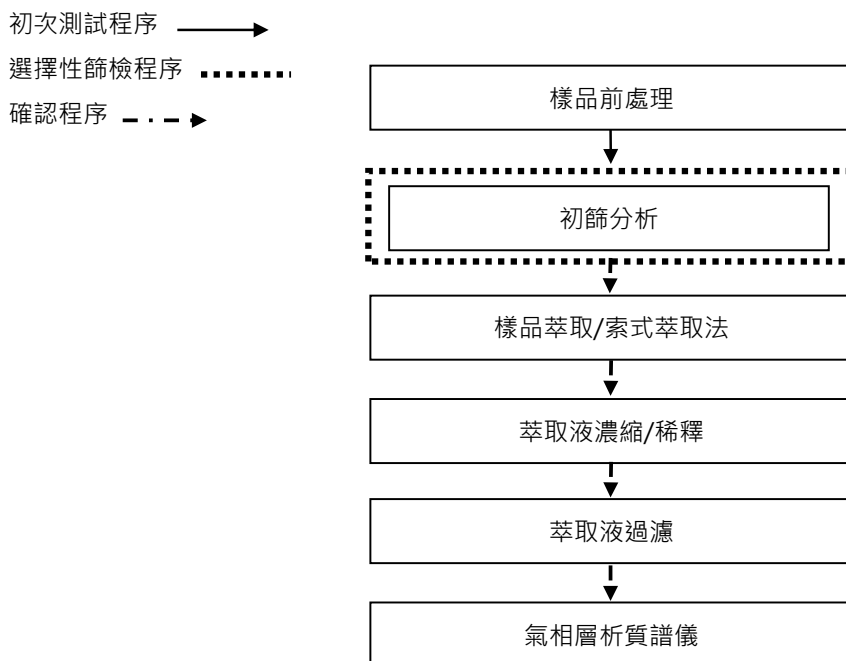 初次測試程序
選擇性篩檢程序
確認程序
樣品前處理
初篩分析
樣品萃取/索式萃取法
萃取液濃縮/稀釋
萃取液過濾
氣相層析質譜儀